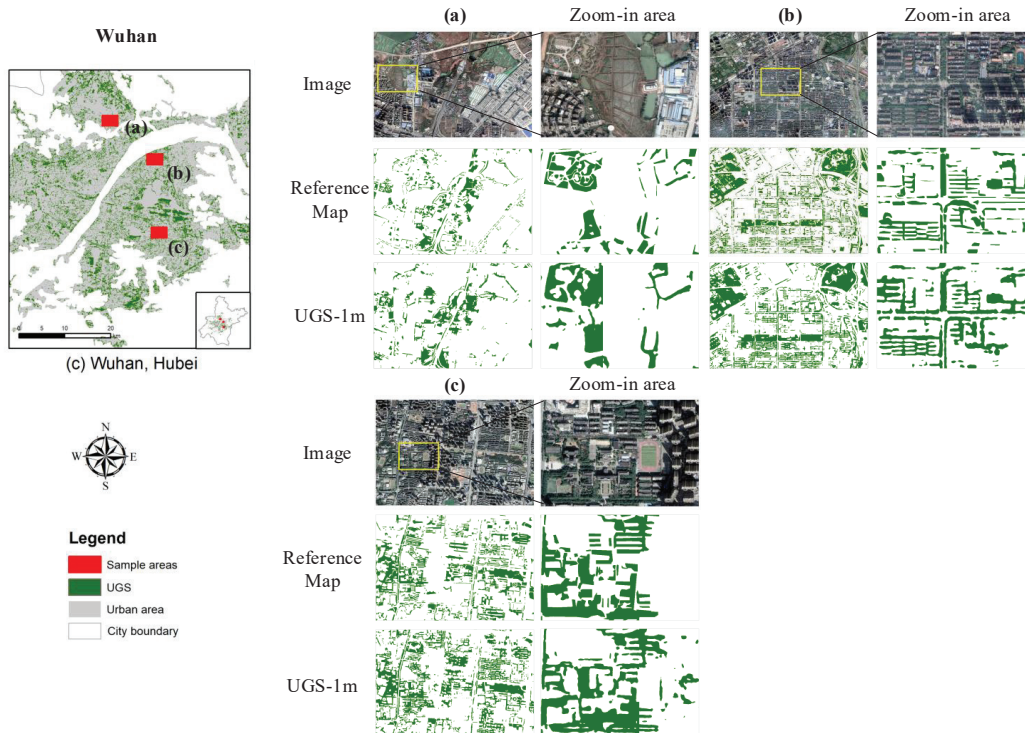 Wuhan
(a)
(b)
(c)
0 10 20
(c) Wuhan, Hubei
N
W E
S
Legend
Sample areas
UGS
Urban area
City boundary
(a) Zoom-in area (b) Zoom-in area
Image
Reference
Map
UGS-1m
(c) Zoom-in area
Image
Reference
Map
UGS-1m